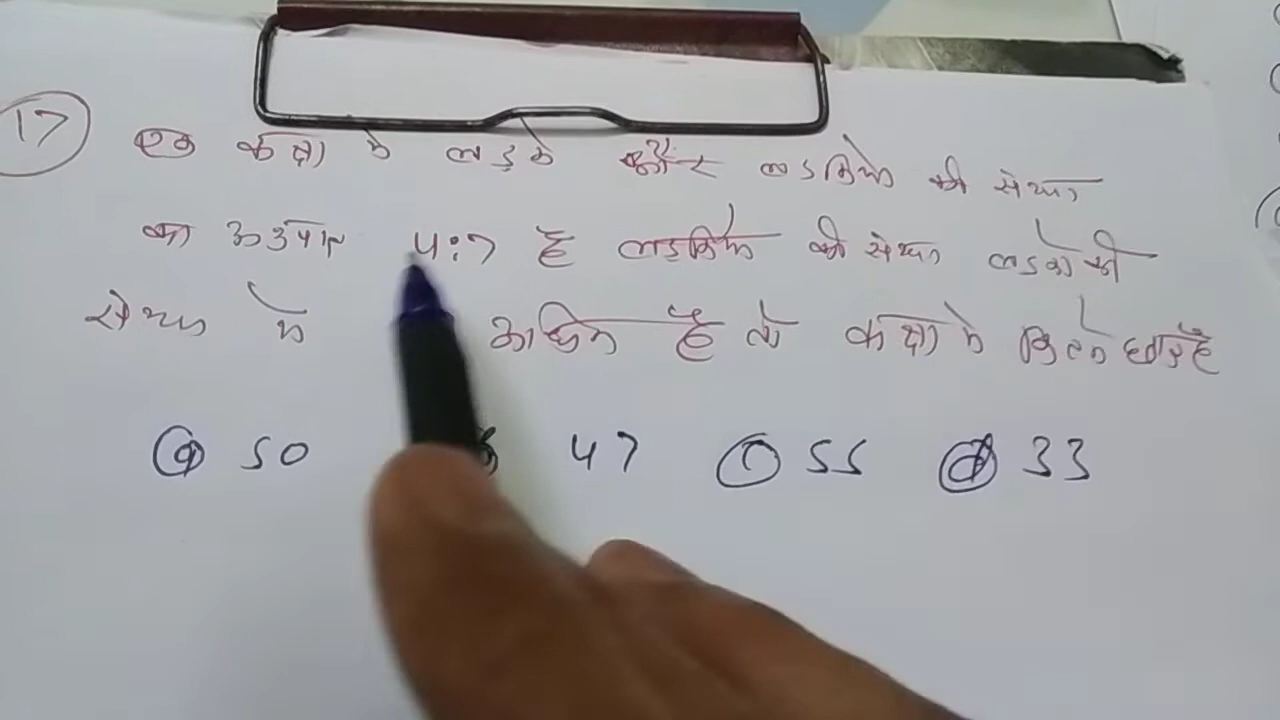 17
एक कक्षा में लड़के और लड़कियों की संख्या
का अनुपात 4:7 है लड़कियों की संख्या लड़कों की
संख्या से अधिक है तो कक्षा में कितने छात्र है
a 50 47 c 55 d 33